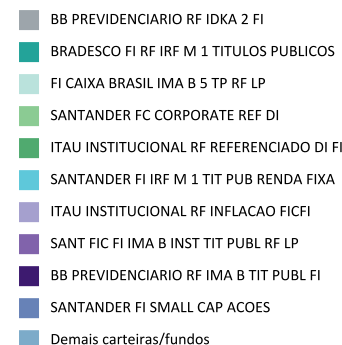 BB PREVIDENCIARIO RF IDKA 2 FI
BRADESCO FI RF IRF M 1 TITULOS PUBLICOS
FI CAIXA BRASIL IMA B 5 TP RF LP
SANTANDER FC CORPORATE REF DI
ITAU INSTITUCIONAL RF REFERENCIADO DI FI
SANTANDER FI IRF M 1 TIT PUB RENDA FIXA
ITAU INSTITUCIONAL RF INFLACAO FICFI
SANT FIC FI IMA B INST TIT PUBL RF LP
BB PREVIDENCIARIO RF IMA B TIT PUBL FI
SANTANDER FI SMALL CAP ACOES
Demais carteiras/fundos